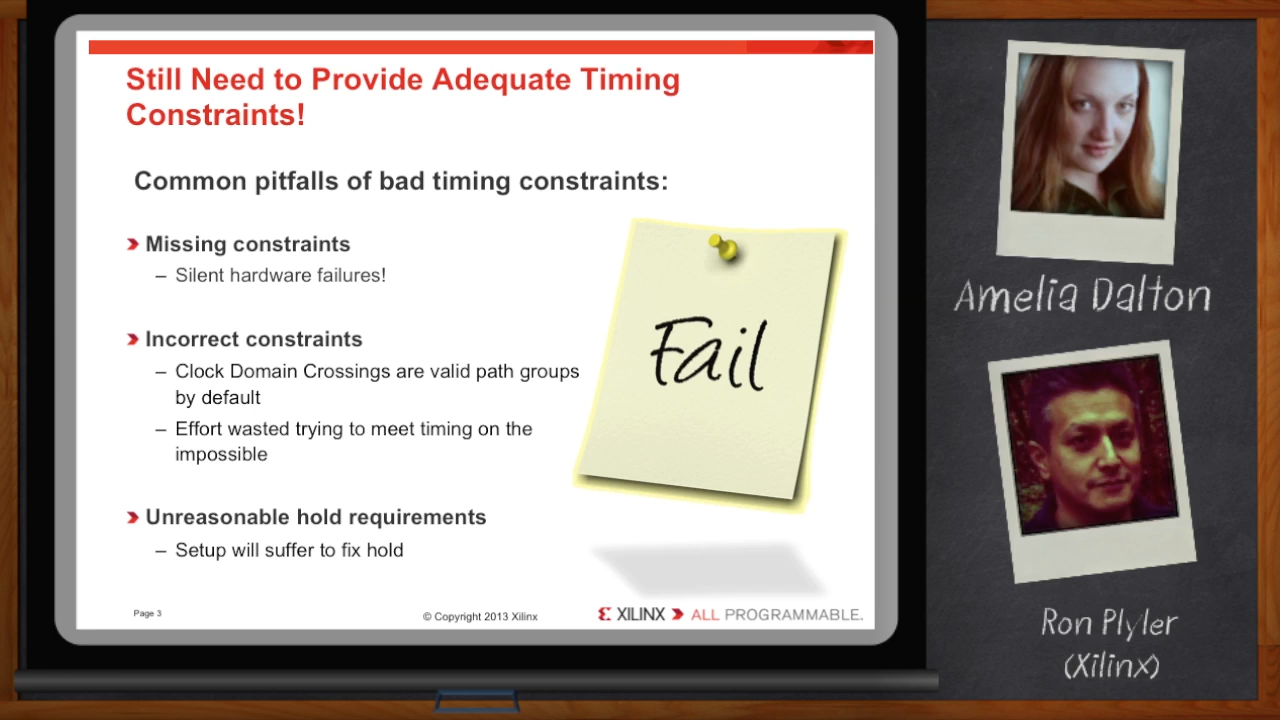 Still Need to Provide Adequate Timing
Constraints!
Common pitfalls of bad timing constraints:
Missing constraints
– Silent hardware failures!
Incorrect constraints
– Clock Domain Crossings are valid path groups
by default
– Effort wasted trying to meet timing on the
impossible
Unreasonable hold requirements
– Setup will suffer to fix hold
Fail
Page 3
© Copyright 2013 Xilinx
XILINX ALL PROGRAMMABLE.
Amelia Dalton
Ron Plyler
(Xilinx)